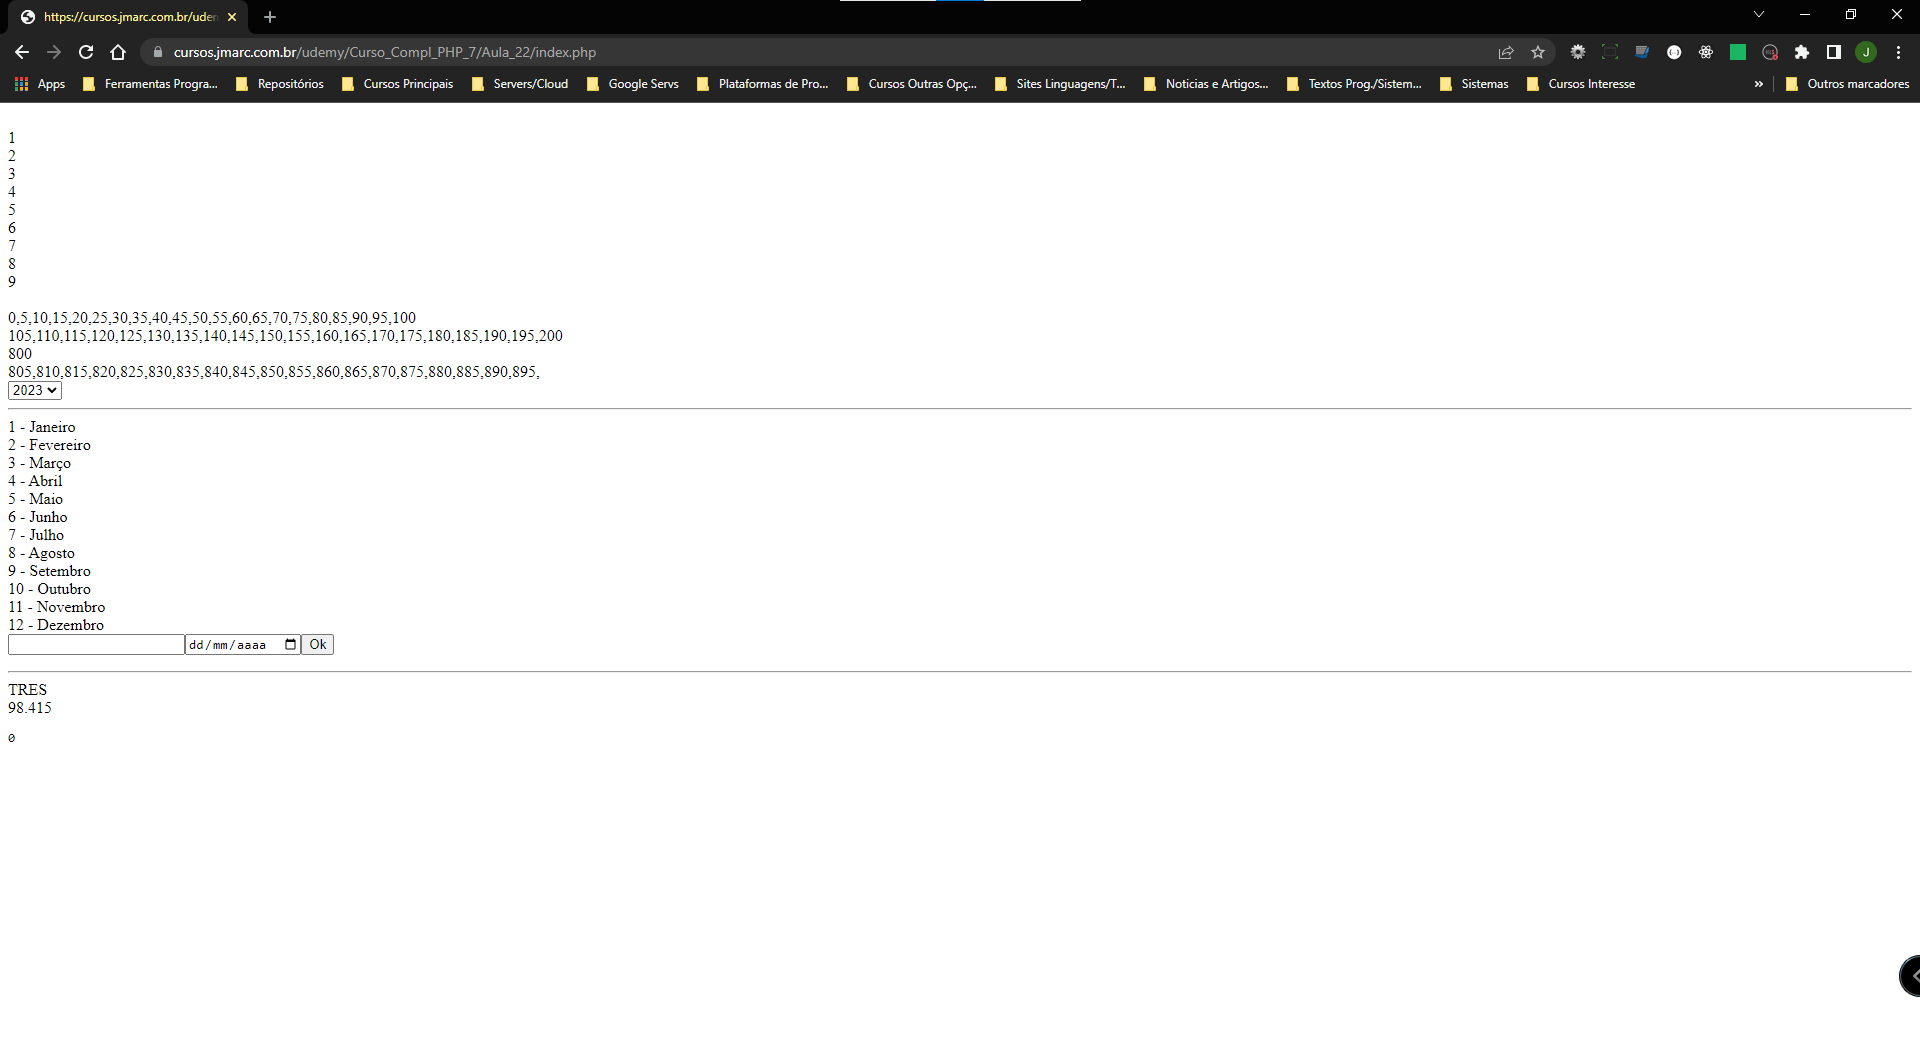 https://cursos.jmarc.com.br/uden
cursos.jmarc.com.br/udemy/Curso_Compl_PHP_7/Aula_22/index.php
J
Apps Ferramentas Progra... Repositórios Cursos Principais Servers/Cloud Google Servs Plataformas de Pro... Cursos Outras Opç... Sites Linguagens/T... Noticias e Artigos... Textos Prog./Sistem... Sistemas Cursos Interesse » Outros marcadores
1
2
3
4
5
6
7
8
9
0,5,10,15,20,25,30,35,40,45,50,55,60,65,70,75,80,85,90,95,100
105,110,115,120,125,130,135,140,145,150,155,160,165,170,175,180,185,190,195,200
800
805,810,815,820,825,830,835,840,845,850,855,860,865,870,875,880,885,890,895,
2023
1 - Janeiro
2 - Fevereiro
3 - Março
4 - Abril
5 - Maio
6 - Junho
7 - Julho
8 - Agosto
9 - Setembro
10 - Outubro
11 - Novembro
12 - Dezembro
dd/mm/aaaa Ok
TRES
98.415
0